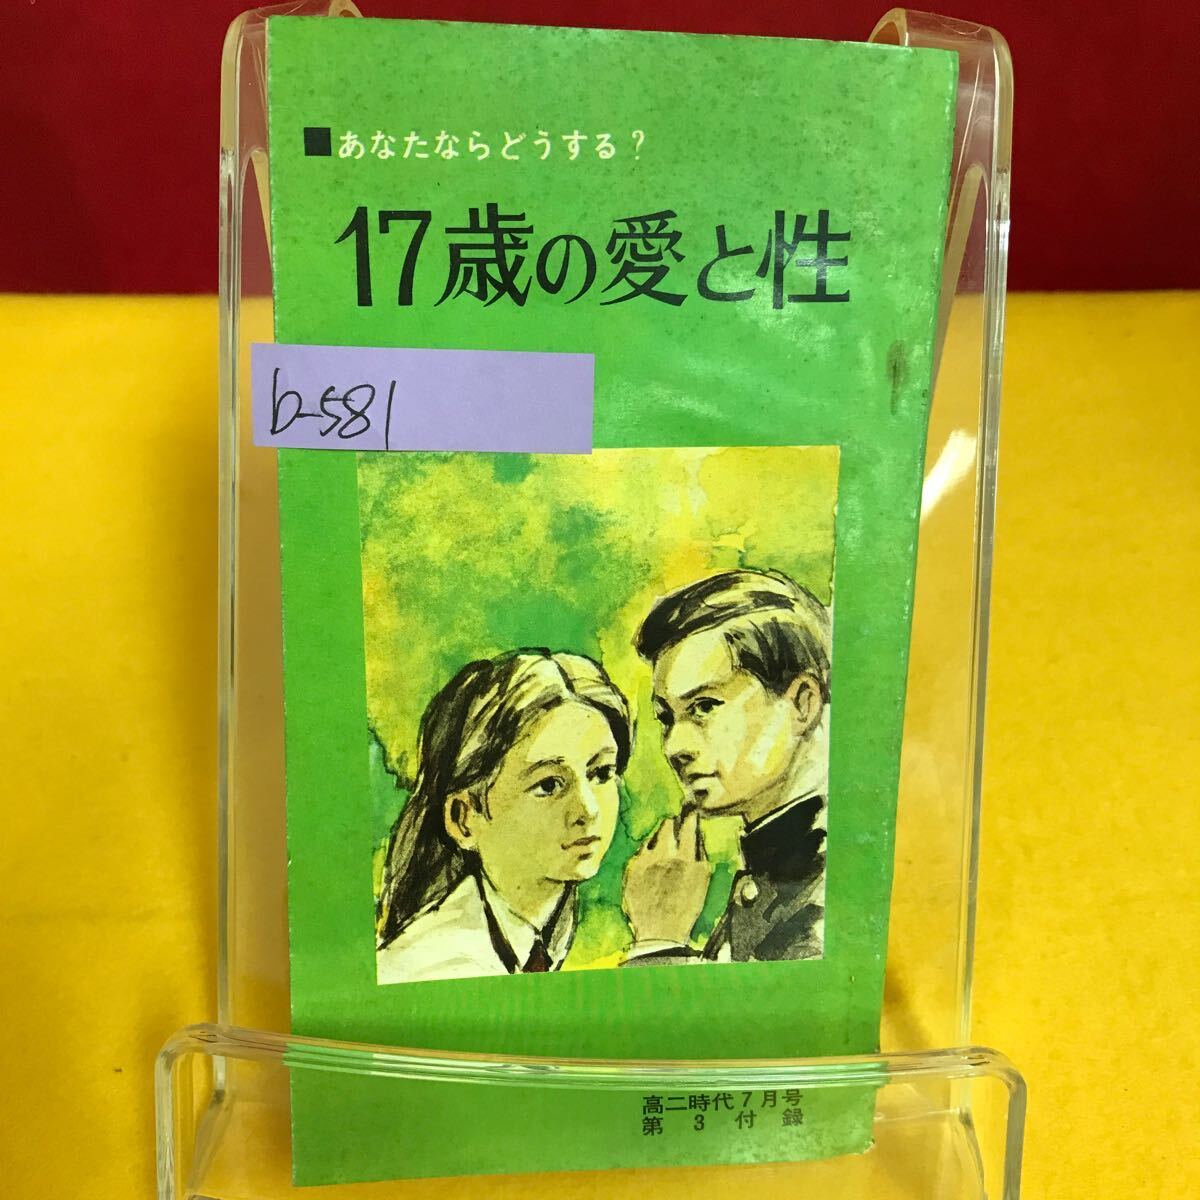 ■あなたならどうする?
17歳の愛と性
b-581
高二時代7月号
第3付録